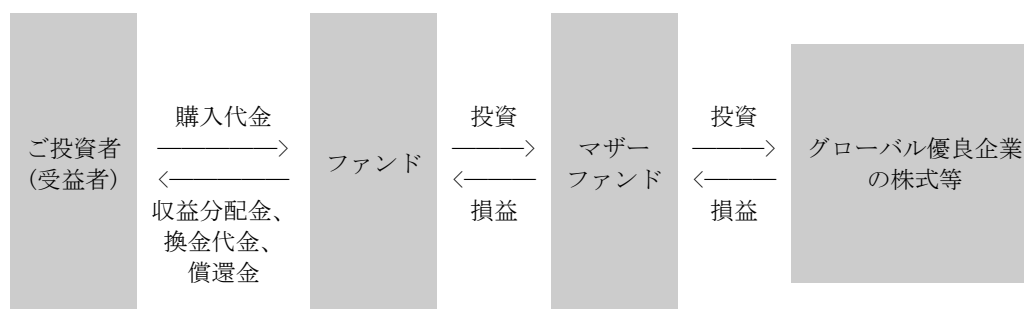 ご投資者
(受益者)
購入代金
収益分配金、
換金代金、
償還金
ファンド
投資
損益
マザー
ファンド
投資
損益
グローバル優良企業
の株式等